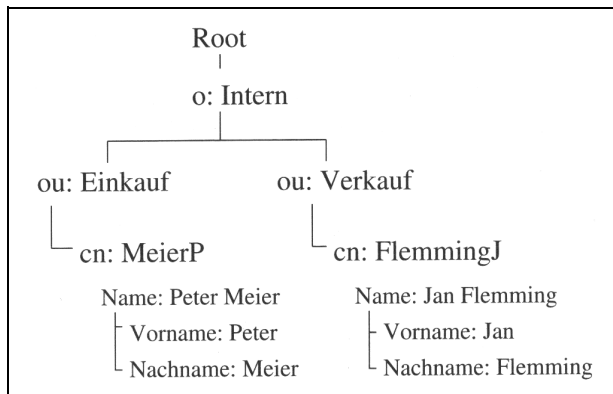 Root
o: Intern
ou: Einkauf
ou: Verkauf
cn: MeierP
cn: FlemmingJ
Name: Peter Meier
Vorname: Peter
Nachname: Meier
Name: Jan Flemming
Vorname: Jan
Nachname: Flemming